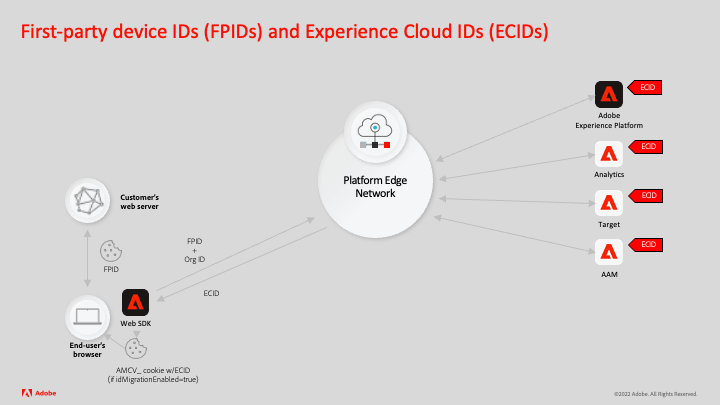 First-party device IDs (FPIDs) and Experience Cloud IDs (ECIDs)
ECID
Adobe
Experience Platform
ECID
Analytics
Platform Edge
Network
ECID
Target
Customer's
web server
FPID
+
Org ID
ECID
AAM
FPID
ECID
Web SDK
End-user's
browser
AMCV_ cookie w/ECID
(if idMigrationEnabled=true)
Adobe
©2022 Adobe. All Rights Reserved.